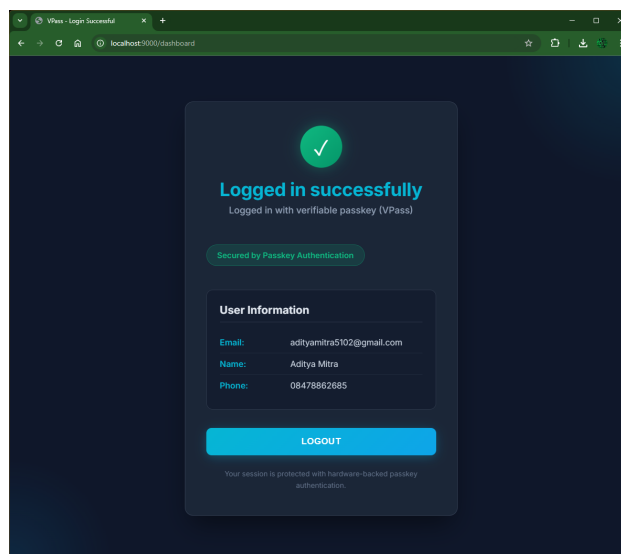 VPass - Login Successful
localhost:9000/dashboard
✓
Logged in successfully
Logged in with verifiable passkey (VPass)
Secured by Passkey Authentication
User Information
Email: adityamitra5102@gmail.com
Name: Aditya Mitra
Phone: 08478862685
LOGOUT
Your session is protected with hardware-backed passkey
authentication.